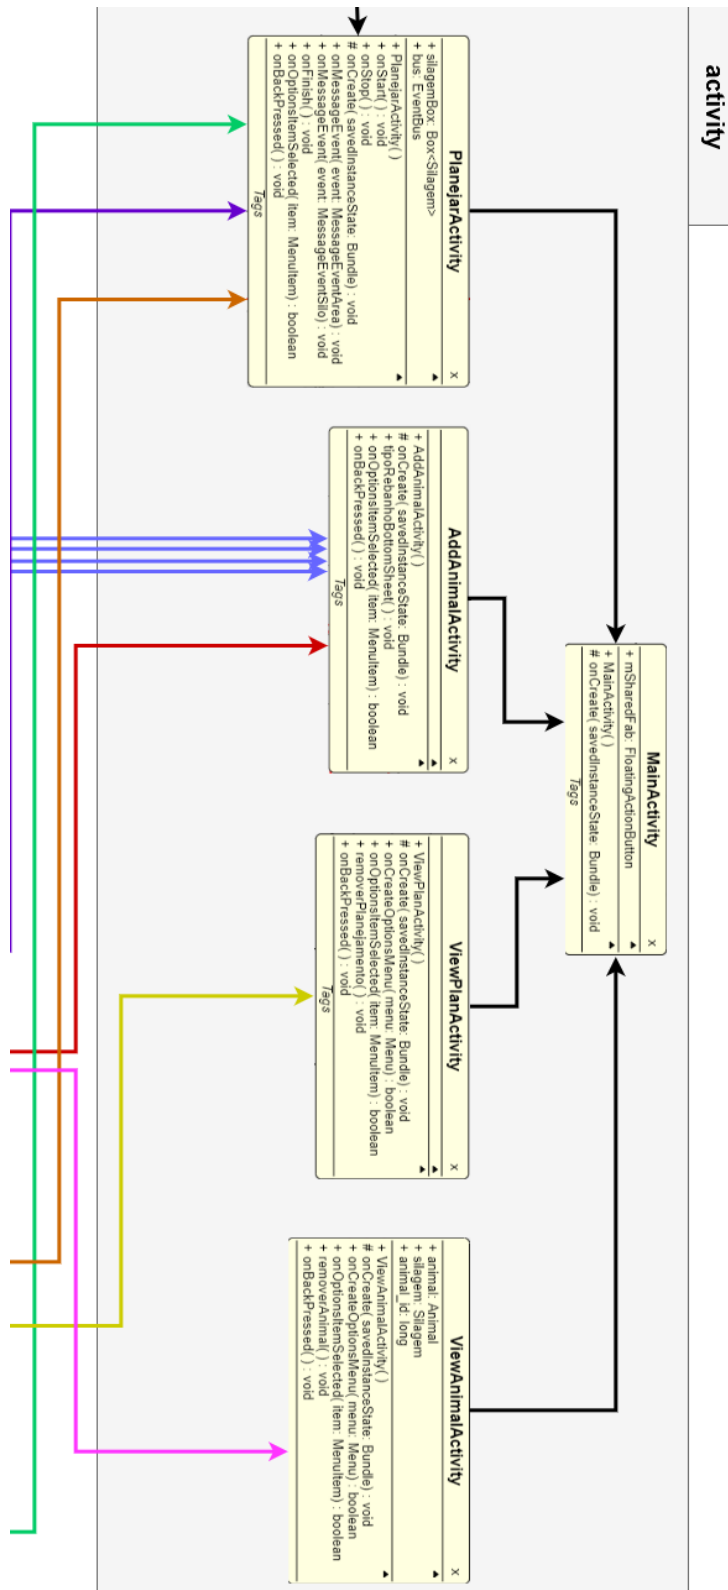 activity
MainActivity
x
+ mSharedFab: FloatingActionButton
+ MainActivity( )
# onCreate( savedInstanceState: Bundle) : void
Tags
PlanejarActivity
x
+ silagemBox: Box<Silagem>
+ bus: EventBus
+ PlanejarActivity( )
+ onStart( ) : void
+ onStop( ) : void
# onCreate( savedInstanceState: Bundle) : void
+ onMessageEvent( event: MessageEventArea) : void
+ onMessageEvent( event: MessageEventSilo) : void
+ onFinish( ) : void
+ onOptionsItemSelected( item: MenuItem) : boolean
+ onBackPressed( ) : void
Tags
AddAnimalActivity
x
+ AddAnimalActivity( )
# onCreate( savedInstanceState: Bundle) : void
+ tipoRebanhoBottomSheet( ) : void
+ onOptionsItemSelected( item: MenuItem) : boolean
+ onBackPressed( ) : void
Tags
ViewPlanActivity
x
+ ViewPlanActivity( )
# onCreate( savedInstanceState: Bundle) : void
+ onCreateOptionsMenu( menu: Menu) : boolean
+ onOptionsItemSelected( item: MenuItem) : boolean
+ removerPlanejamento( ) : void
+ onBackPressed( ) : void
Tags
ViewAnimalActivity
x
+ animal: Animal
+ silagem: Silagem
+ animal_id: long
+ ViewAnimalActivity( )
# onCreate( savedInstanceState: Bundle) : void
+ onCreateOptionsMenu( menu: Menu) : boolean
+ onOptionsItemSelected( item: MenuItem) : boolean
+ removerAnimal( ) : void
+ onBackPressed( ) : void